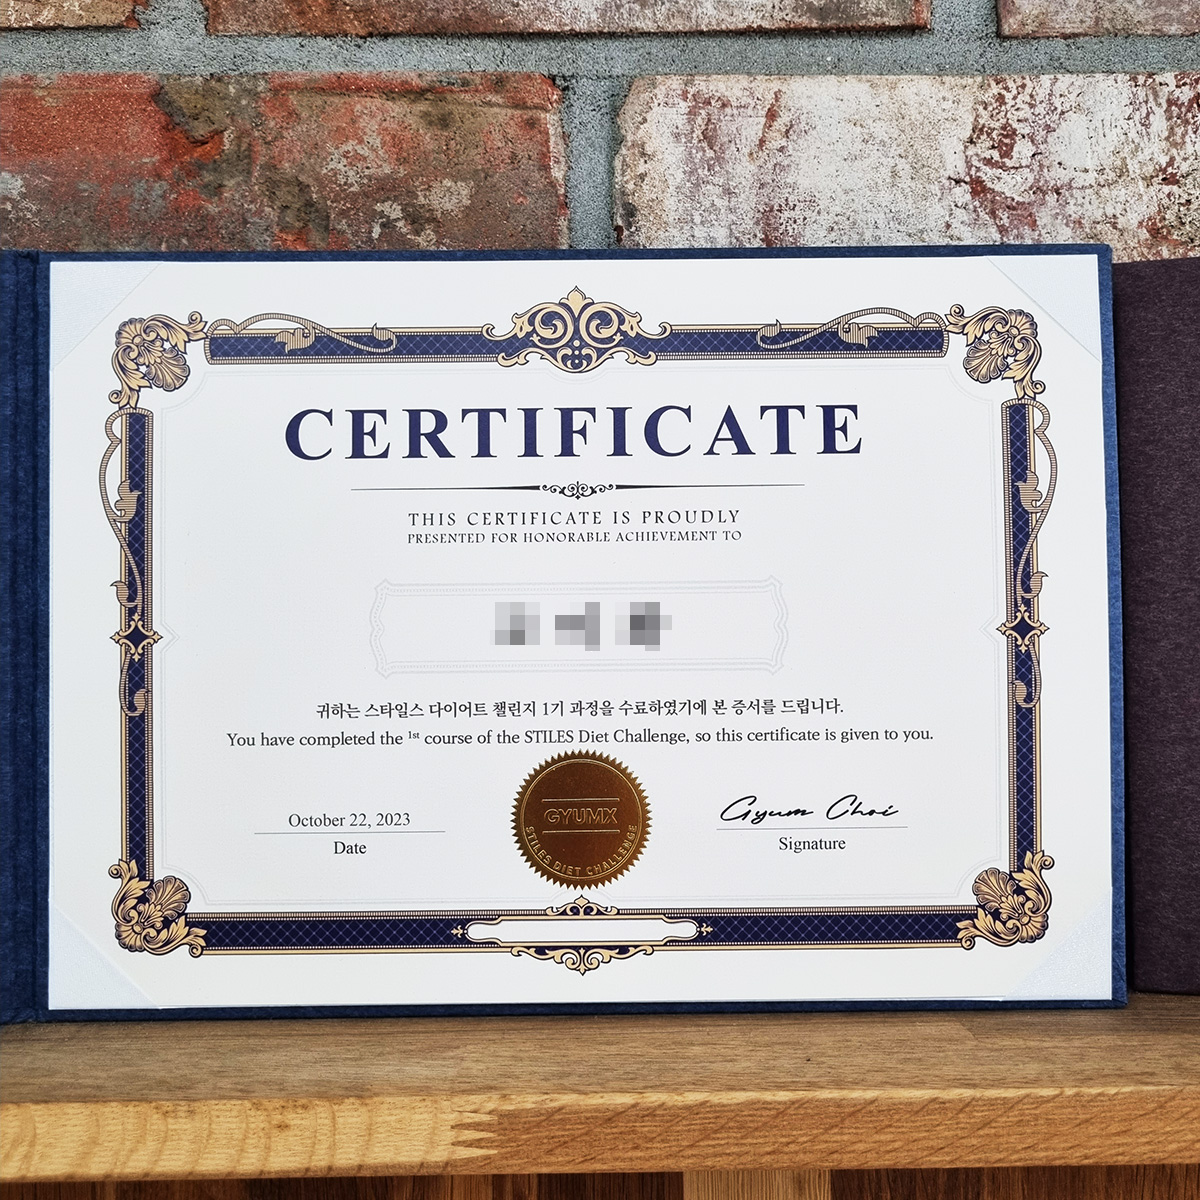 CERTIFICATE
THIS CERTIFICATE IS PROUDLY
PRESENTED FOR HONORABLE ACHIEVEMENT TO
귀하는 스타일스 다이어트 챌린지 1기 과정을 수료하였기에 본 증서를 드립니다.
You have completed the 1st course of the STILES Diet Challenge, so this certificate is given to you.
October 22, 2023
Date
GYUMX
STILES DIET CHALLENGE
Gyum Choi
Signature